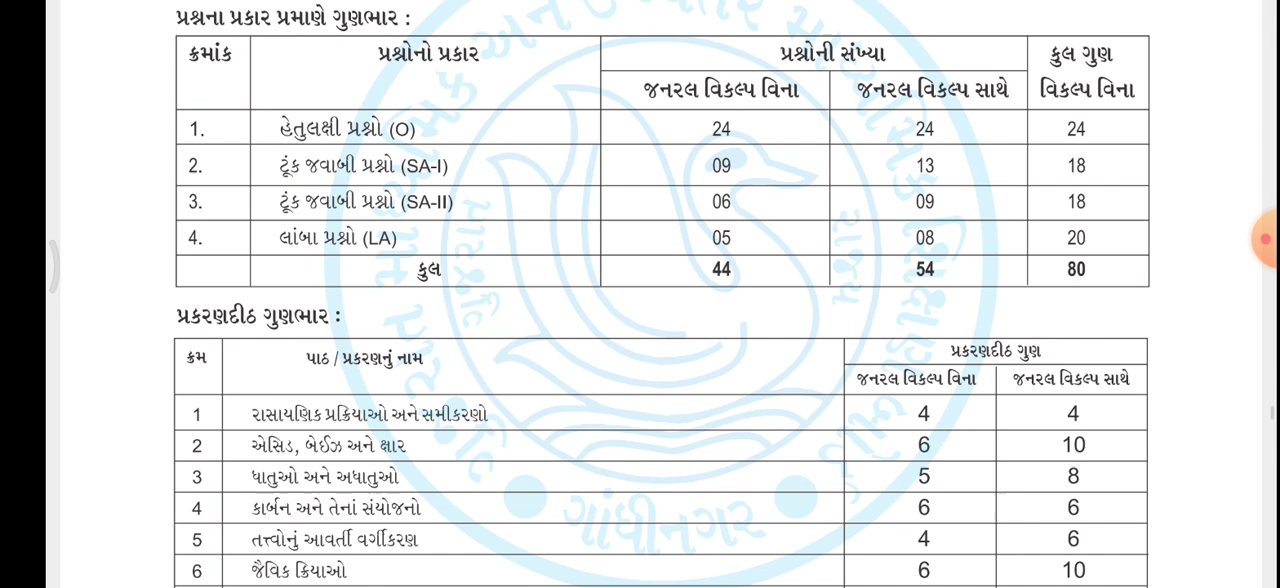 પ્રશ્નના પ્રકાર પ્રમાણે ગુણભાર :
ક્રમાંક પ્રશ્નોનો પ્રકાર પ્રશ્નોની સંખ્યા કુલ ગુણ
જનરલ વિકલ્પ વિના જનરલ વિકલ્પ સાથે વિકલ્પ વિના
1. હેતુલક્ષી પ્રશ્નો (O) 24 24 24
2. ટૂંક જવાબી પ્રશ્નો (SA-I) 09 13 18
3. ટૂંક જવાબી પ્રશ્નો (SA-II) 06 09 18
4. લાંબા પ્રશ્નો (LA) 05 08 20
કુલ 44 54 80
પ્રકરણદીઠ ગુણભાર :
ક્રમ પાઠ / પ્રકરણનું નામ પ્રકરણદીઠ ગુણ
જનરલ વિકલ્પ વિના જનરલ વિકલ્પ સાથે
1 રાસાયણિક પ્રક્રિયાઓ અને સમીકરણો 4 4
2 એસિડ, બેઈઝ અને ક્ષાર 6 10
3 ધાતુઓ અને અધાતુઓ 5 8
4 કાર્બન અને તેનાં સંયોજનો 6 6
5 તત્ત્વોનું આવર્તી વર્ગીકરણ 4 6
6 જૈવિક ક્રિયાઓ 6 10
ગાંધીનગર